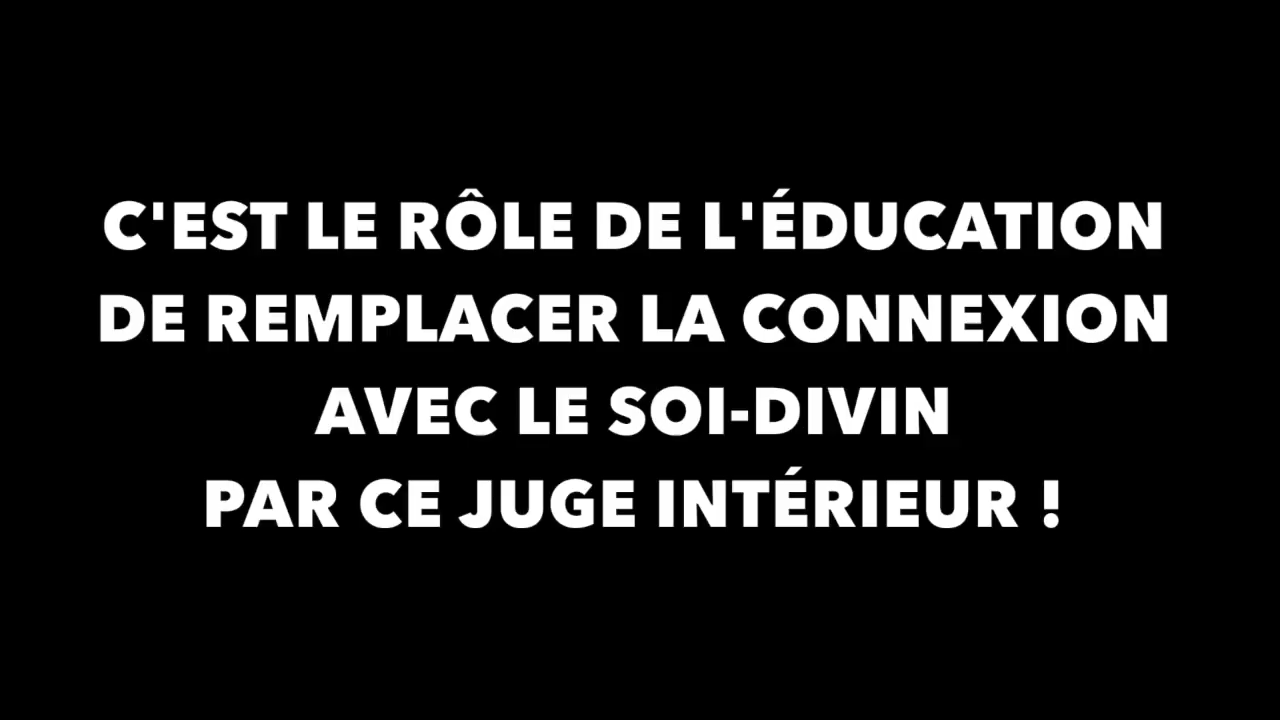 C'EST LE RÔLE DE L'ÉDUCATION
DE REMPLACER LA CONNEXION
AVEC LE SOI-DIVIN
PAR CE JUGE INTÉRIEUR !